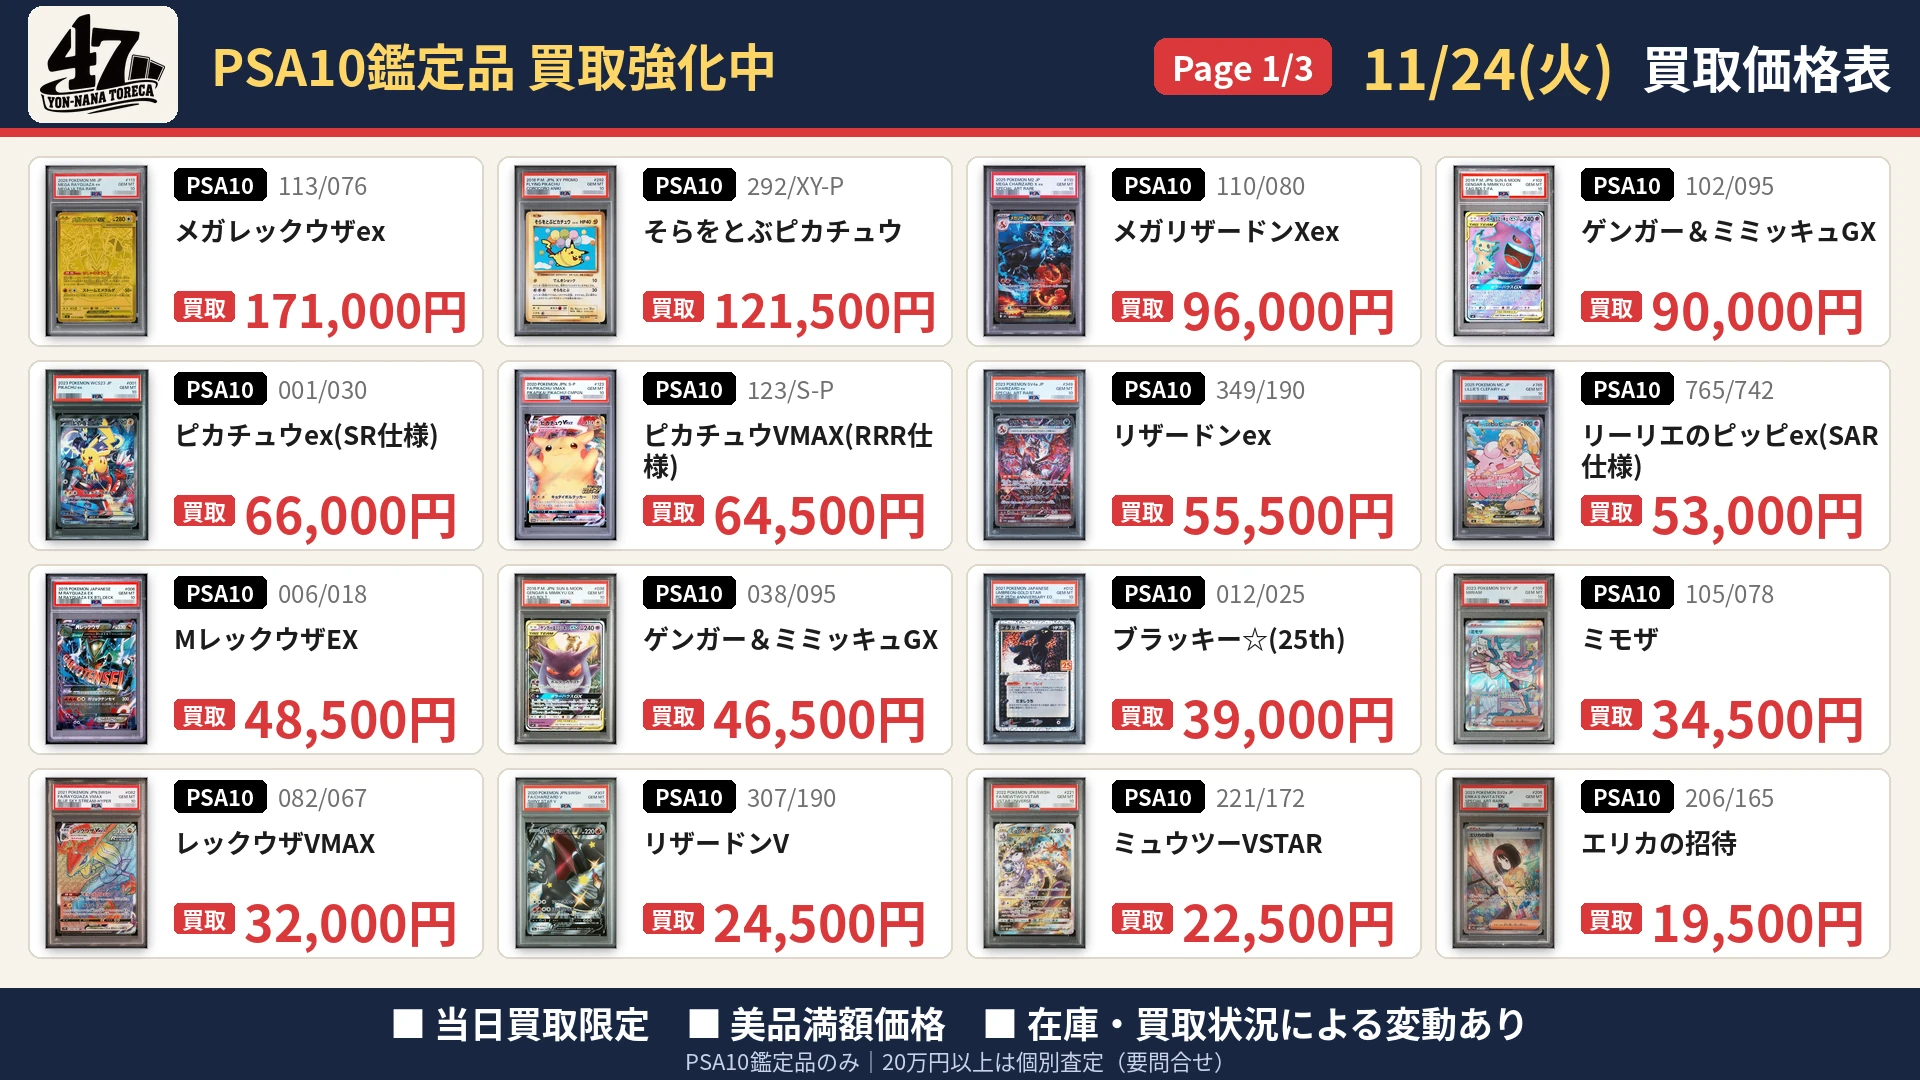 47
YON-NANA TORECA
PSA10鑑定品 買取強化中
Page 1/3
11/24(火) 買取価格表
PSA10 113/076
メガレックウザex
買取 171,000円
PSA10 292/XY-P
そらをとぶピカチュウ
買取 121,500円
PSA10 110/080
メガリザードンXex
買取 96,000円
PSA10 102/095
ゲンガー＆ミミッキュGX
買取 90,000円
PSA10 001/030
ピカチュウex(SR仕様)
買取 66,000円
PSA10 123/S-P
ピカチュウVMAX(RRR仕
様)
買取 64,500円
PSA10 349/190
リザードンex
買取 55,500円
PSA10 765/742
リーリエのピッピex(SAR
仕様)
買取 53,000円
PSA10 006/018
MレックウザEX
買取 48,500円
PSA10 038/095
ゲンガー＆ミミッキュGX
買取 46,500円
PSA10 012/025
ブラッキー☆(25th)
買取 39,000円
PSA10 105/078
ミモザ
買取 34,500円
PSA10 082/067
レックウザVMAX
買取 32,000円
PSA10 307/190
リザードンV
買取 24,500円
PSA10 221/172
ミュウツーVSTAR
買取 22,500円
PSA10 206/165
エリカの招待
買取 19,500円
■ 当日買取限定 ■ 美品満額価格 ■ 在庫・買取状況による変動あり
PSA10鑑定品のみ｜20万円以上は個別査定（要問合せ）